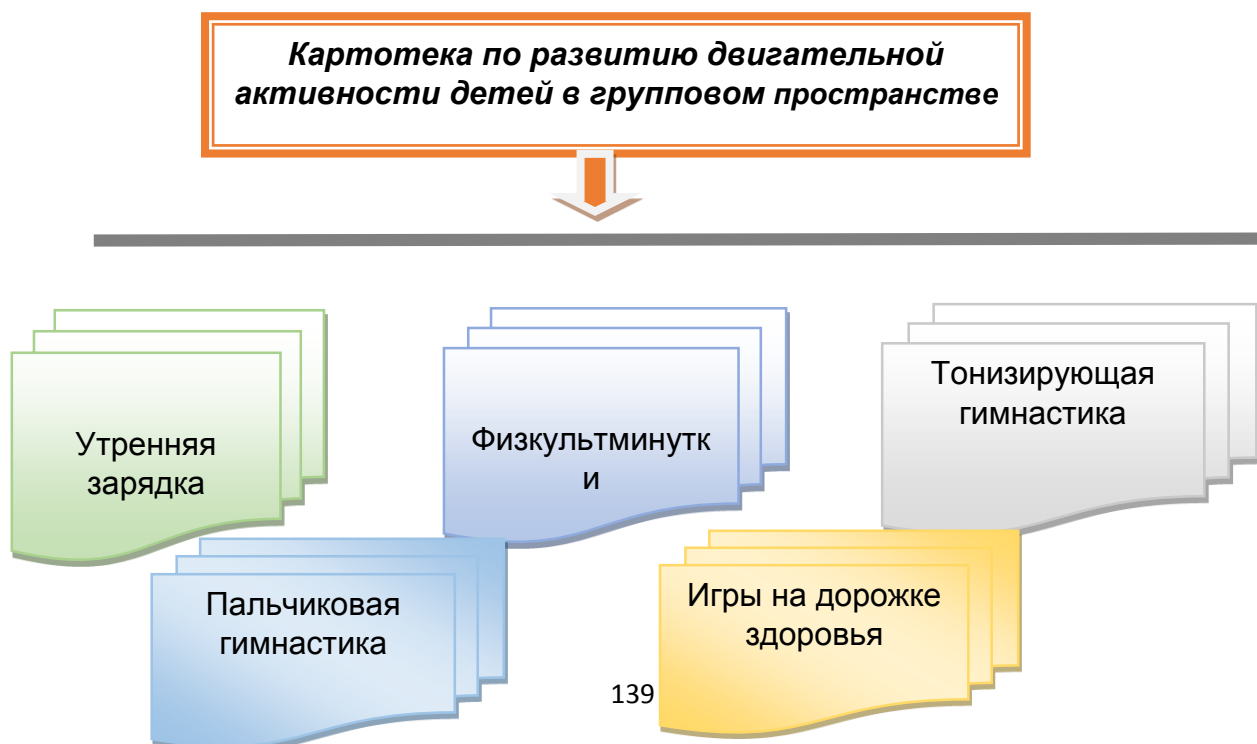 Картотека по развитию двигательной
активности детей в групповом пространстве
Утренняя
зарядка
Физкультминутк
и
Тонизирующая
гимнастика
Пальчиковая
гимнастика
Игры на дорожке
здоровья
139